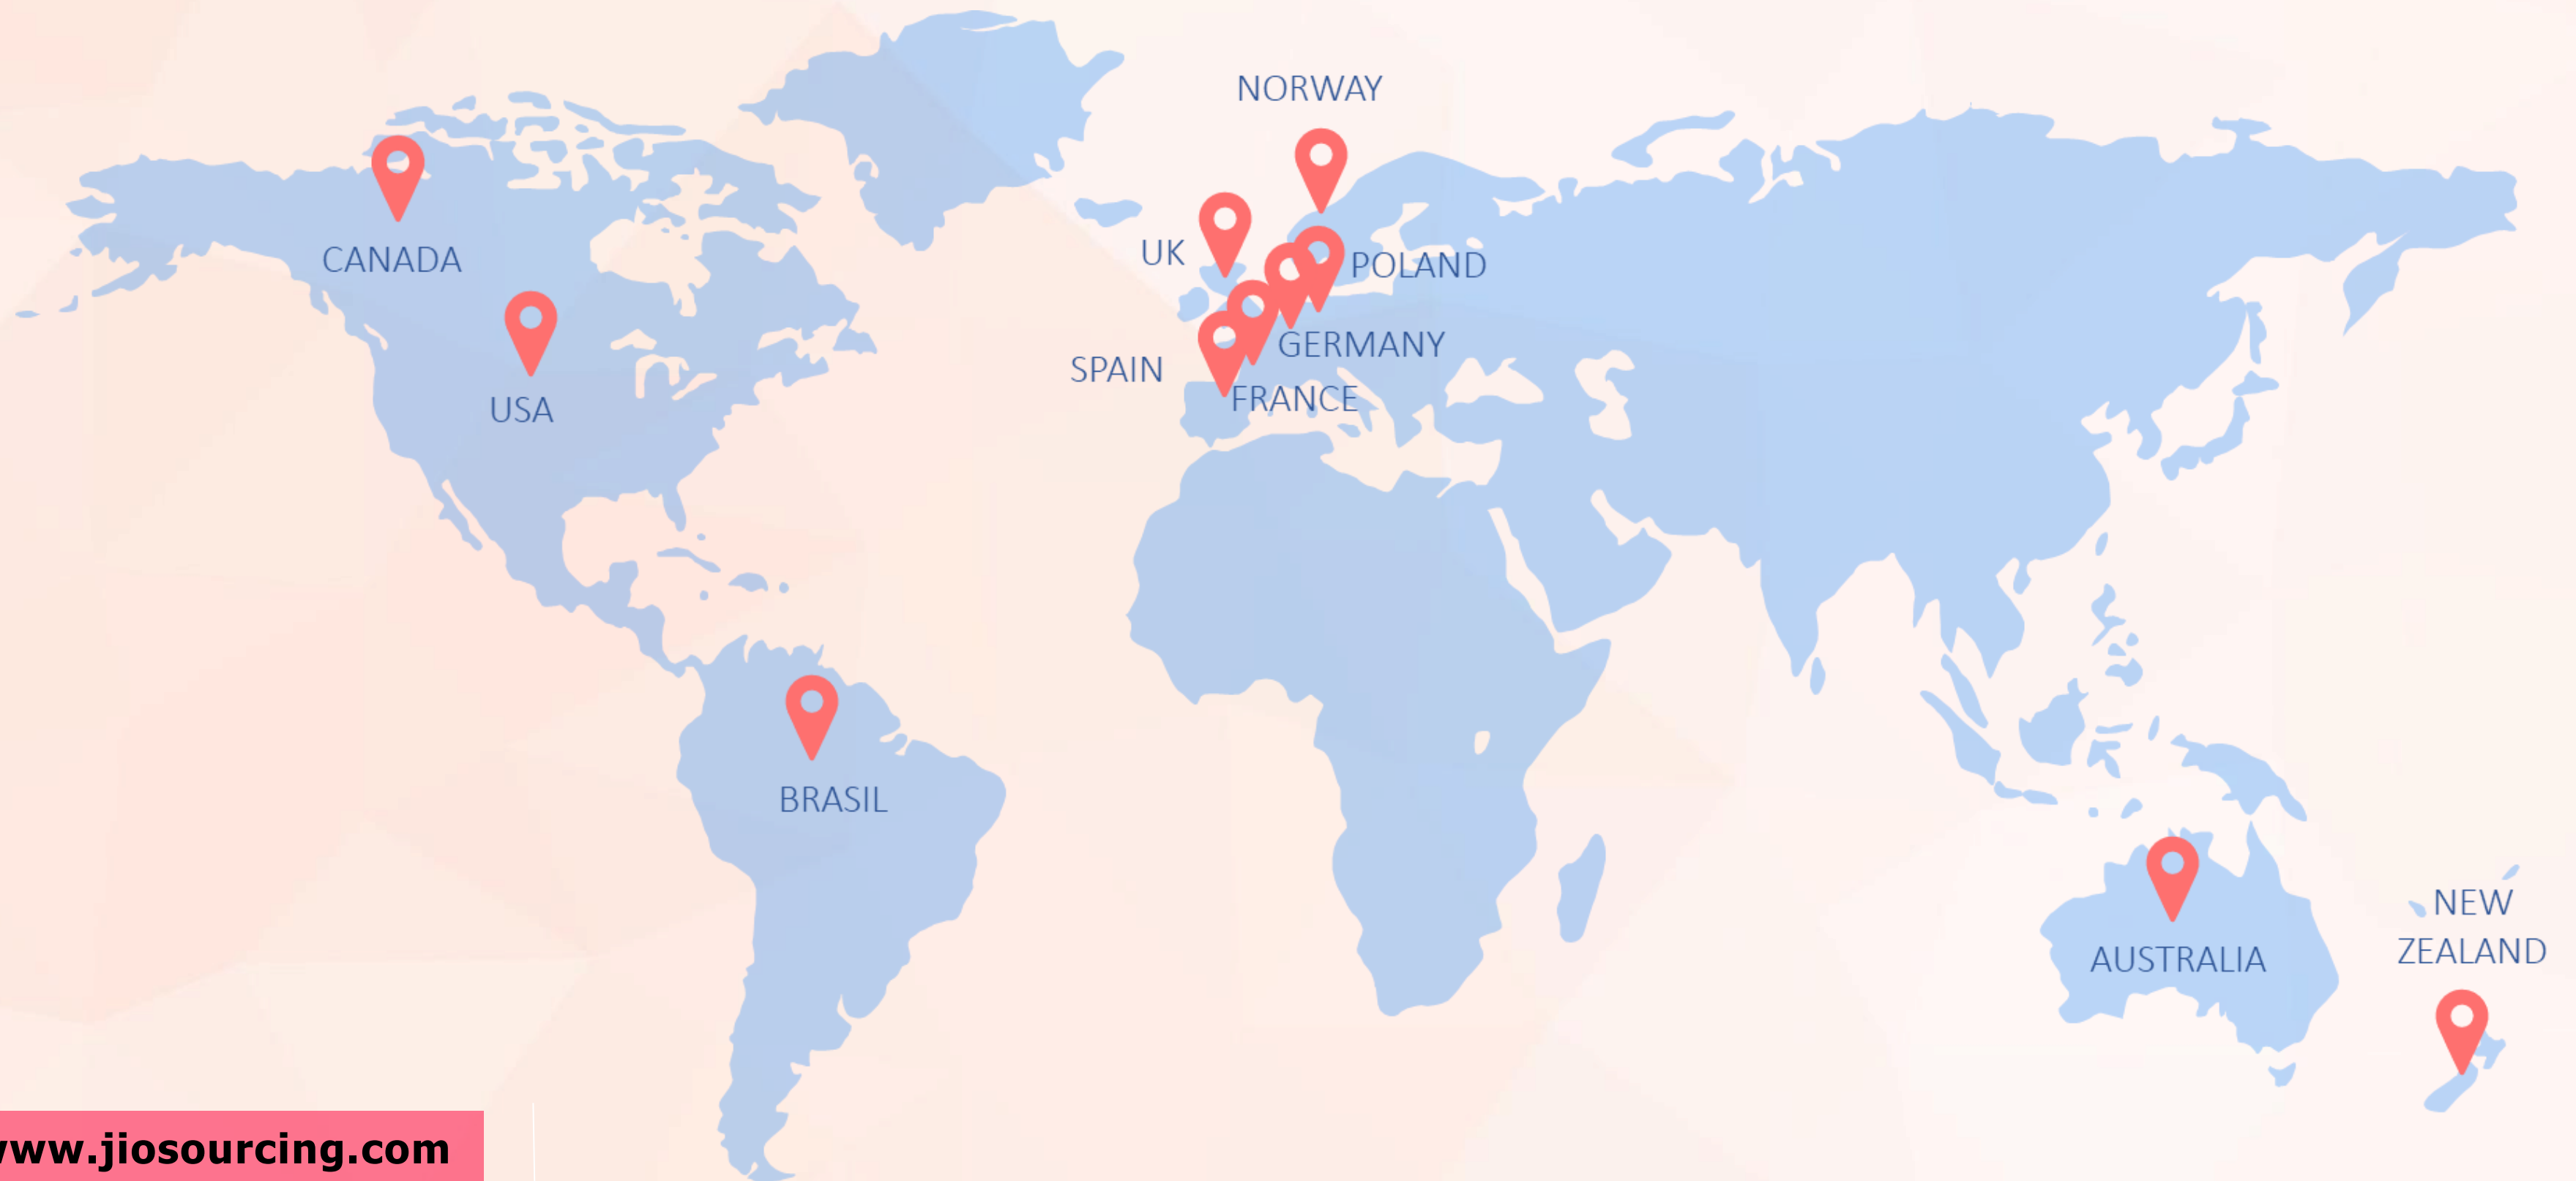 NORWAY
UK
POLAND
CANADA
GERMANY
SPAIN
FRANCE
USA
BRASIL
NEW
ZEALAND
AUSTRALIA
www.jiosourcing.com